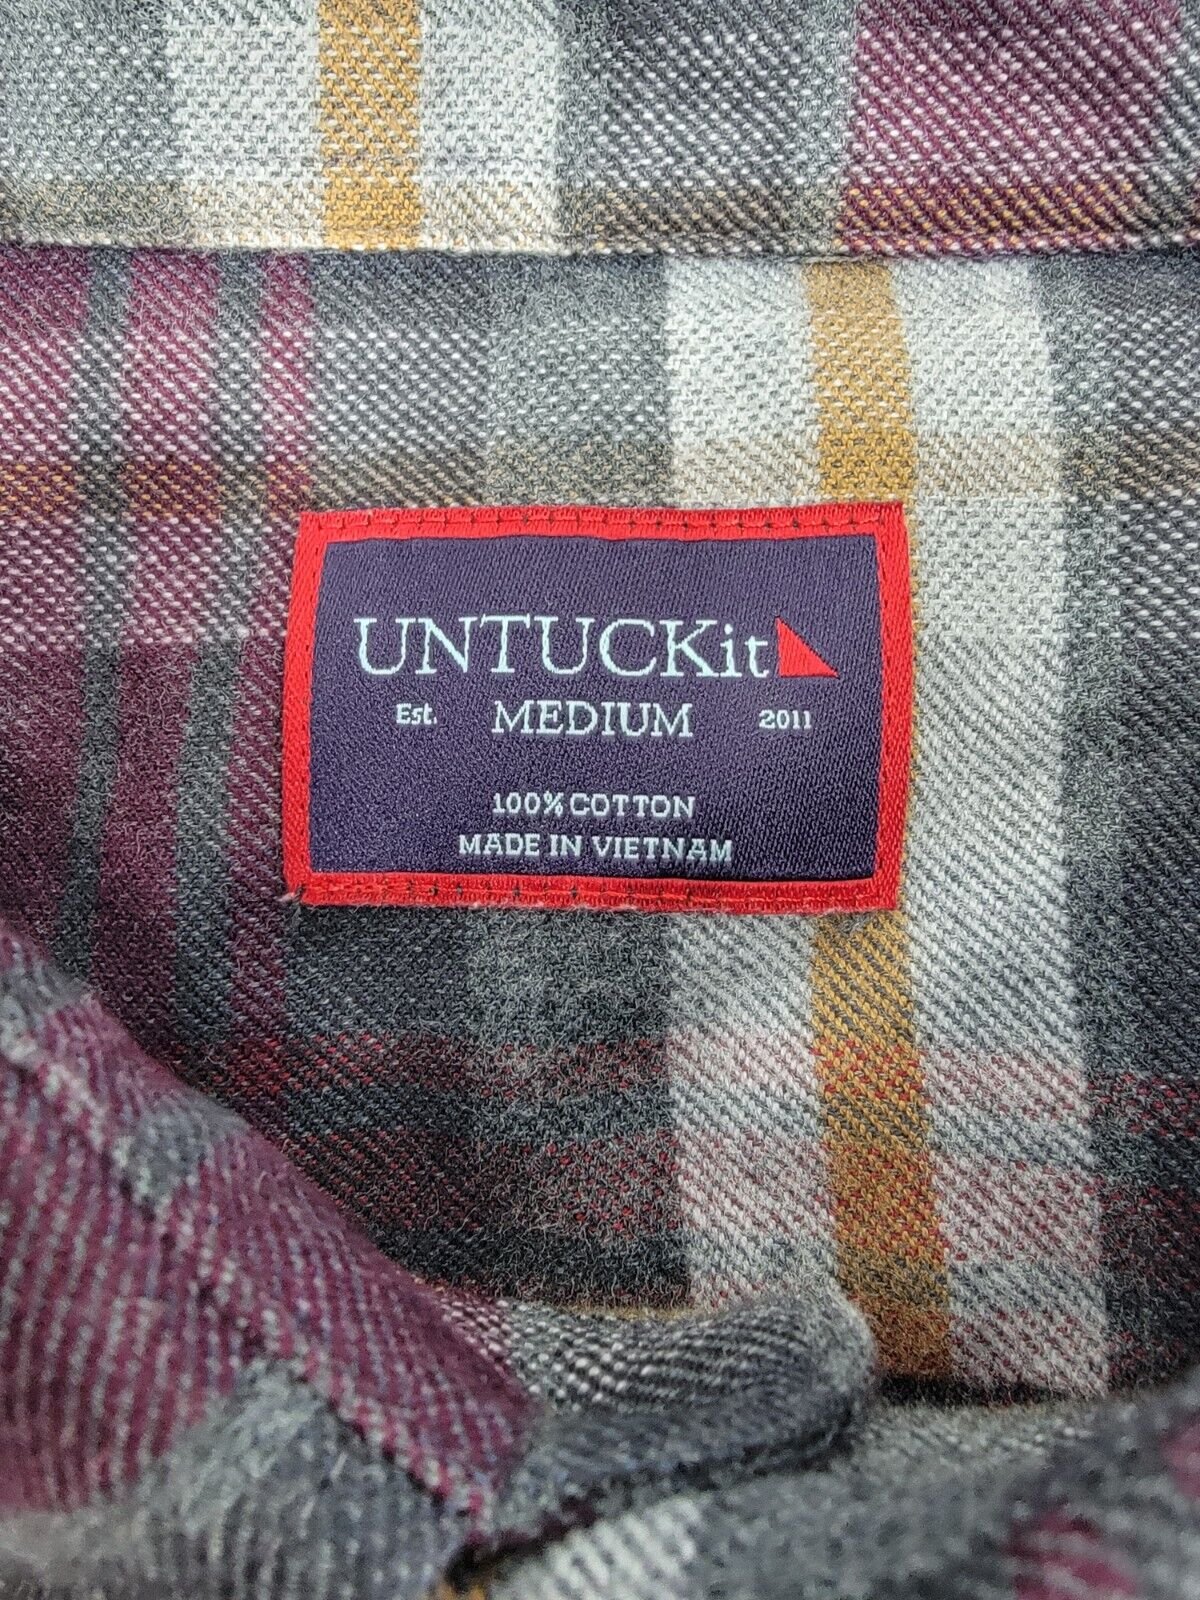 UNTUCKit
Est. MEDIUM 2011
100% COTTON
MADE IN VIETNAM